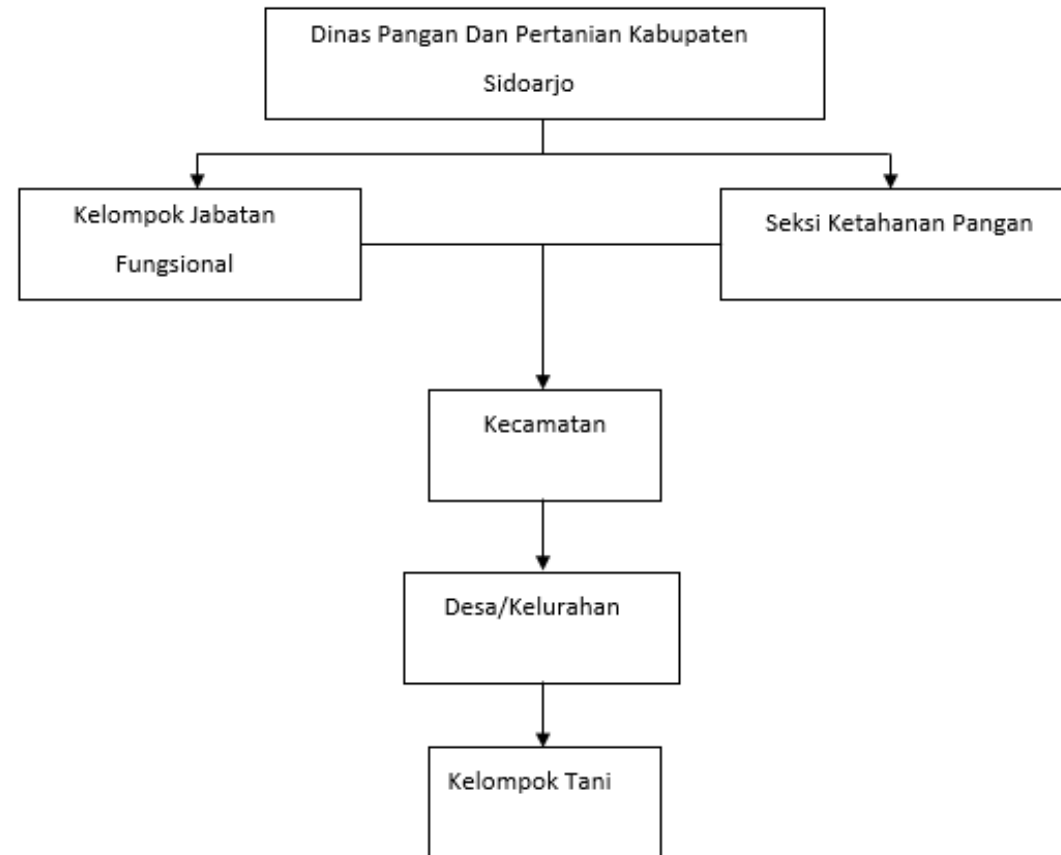 Dinas Pangan Dan Pertanian Kabupaten
Sidoarjo
Kelompok Jabatan
Fungsional
Seksi Ketahanan Pangan
Kecamatan
Desa/Kelurahan
Kelompok Tani